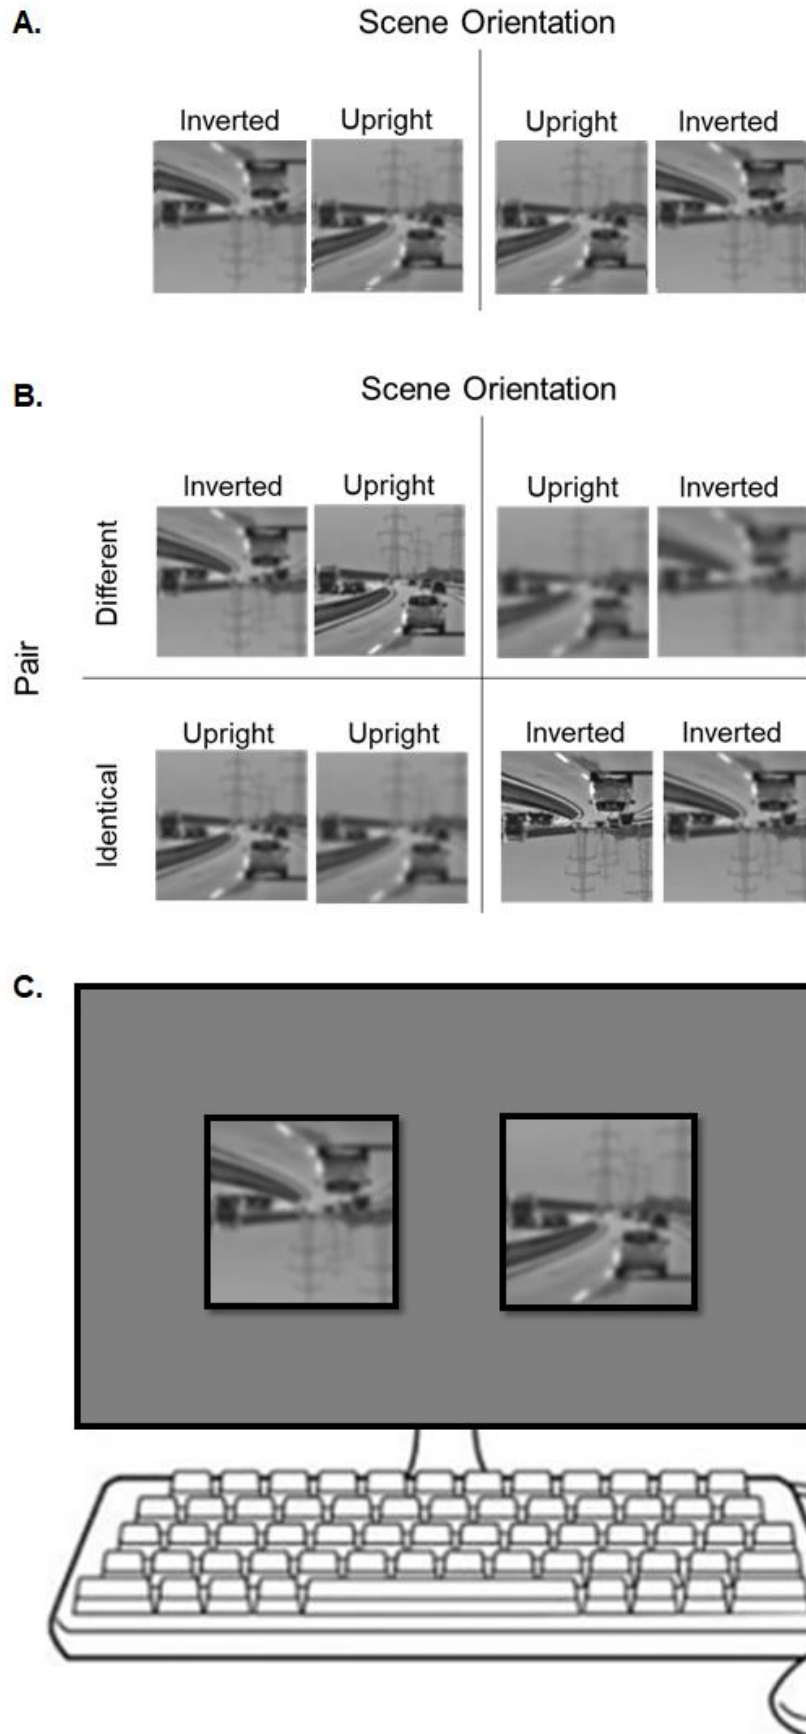 A.
Scene Orientation
Inverted Upright Upright Inverted
B.
Scene Orientation
Inverted Upright Upright Inverted
Different
Pair
Upright Upright Inverted Inverted
Identical
C.